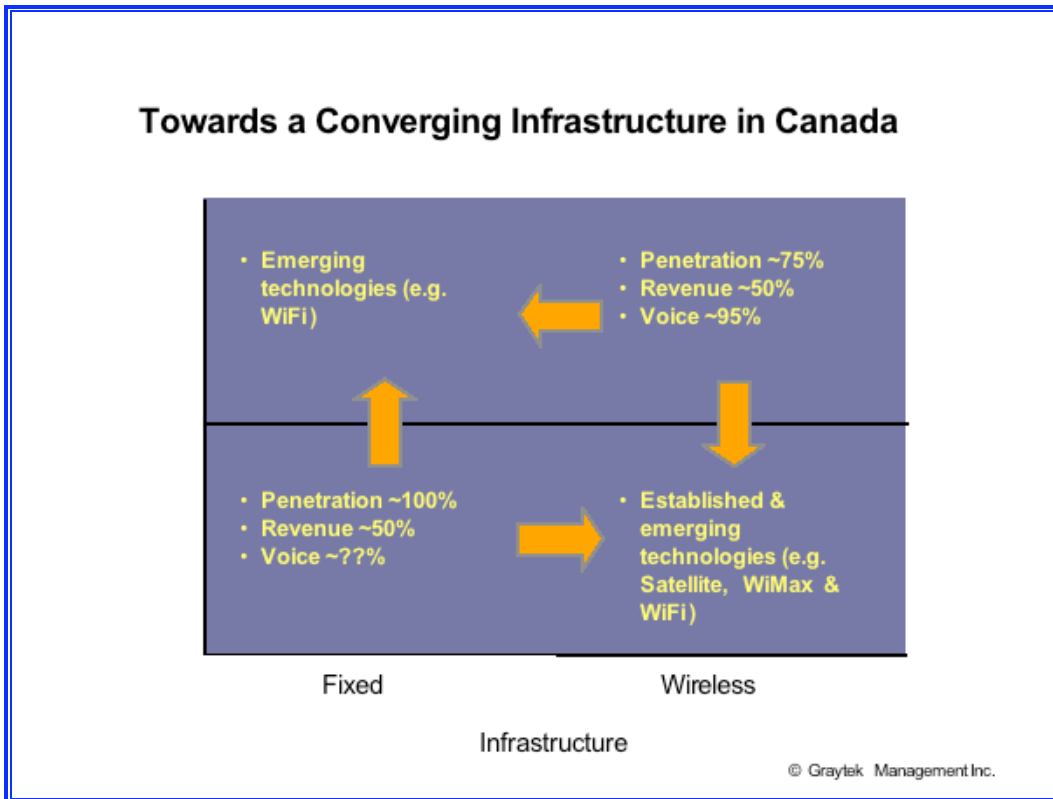 Towards a Converging Infrastructure in Canada
• Emerging
technologies (e.g.
WiFi)
• Penetration ~75%
• Revenue ~50%
• Voice ~95%
• Penetration ~100%
• Revenue ~50%
• Voice ~??%
• Established &
emerging
technologies (e.g.
Satellite, WiMax &
WiFi)
Fixed
Wireless
Infrastructure
© Graytek Management Inc.